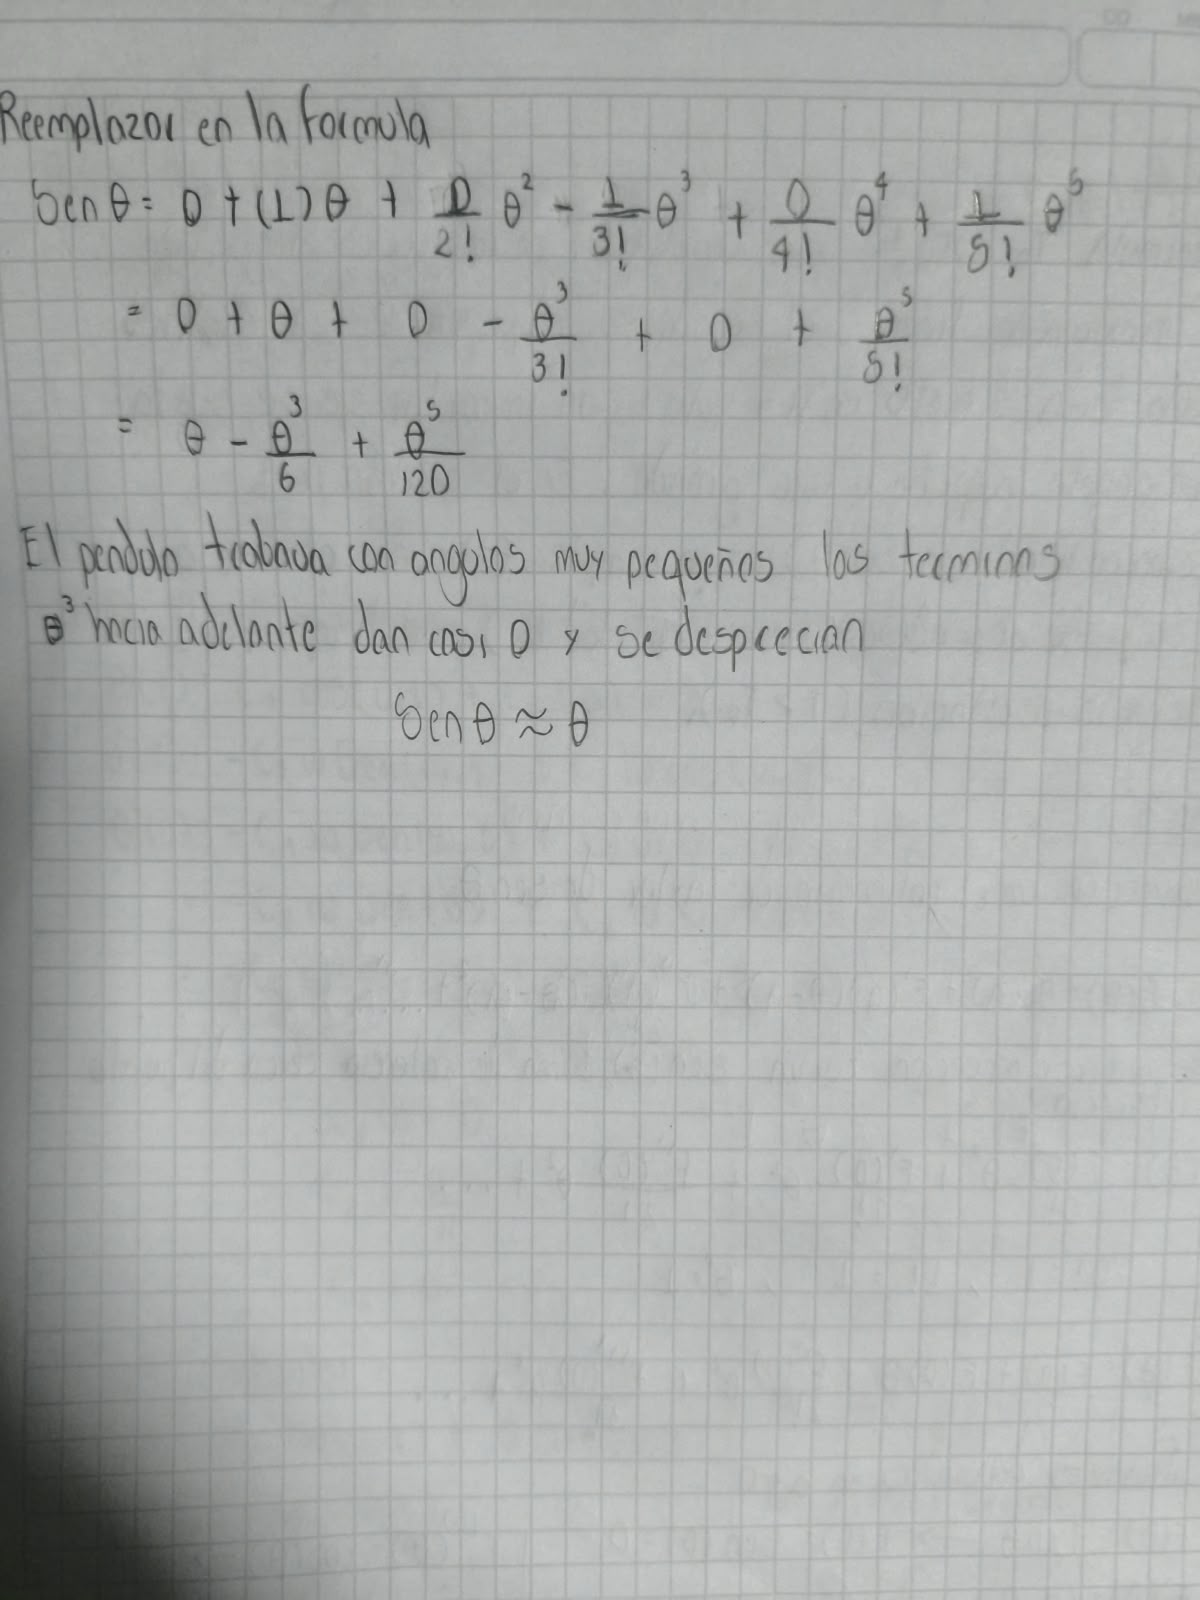 Reemplazar en la formula
Sen θ = 0 + (1)θ + 0/2! θ² - 1/3! θ³ + 0/4! θ⁴ + 1/5! θ⁵
= 0 + θ + 0 - θ³/3! + 0 + θ⁵/5!
= θ - θ³/6 + θ⁵/120
El pendulo trabava con angulos muy pequeños los terminos
θ³ hacia adelante dan casi 0 y se desprecian
Sen θ ≈ θ